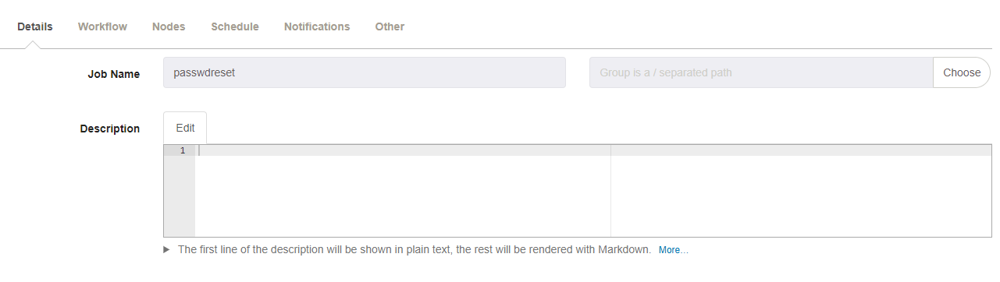 Details Workflow Nodes Schedule Notifications Other
Job Name passwdreset Group is a / separated path Choose
Description Edit
1
The first line of the description will be shown in plain text, the rest will be rendered with Markdown. More...